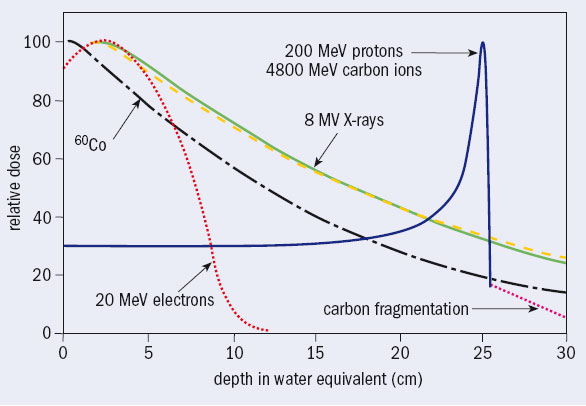 100
80
60
40
20
0
relative dose
200 MeV protons
4800 MeV carbon ions
8 MV X-rays
⁶⁰Co
20 MeV electrons
carbon fragmentation
0 5 10 15 20 25 30
depth in water equivalent (cm)